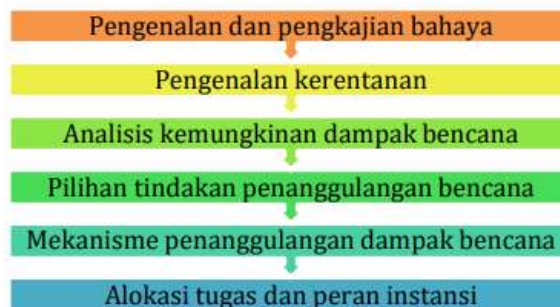 Pengenalan dan pengkajian bahaya
Pengenalan kerentanan
Analisis kemungkinan dampak bencana
Pilihan tindakan penanggulangan bencana
Mekanisme penanggulangan dampak bencana
Alokasi tugas dan peran instansi